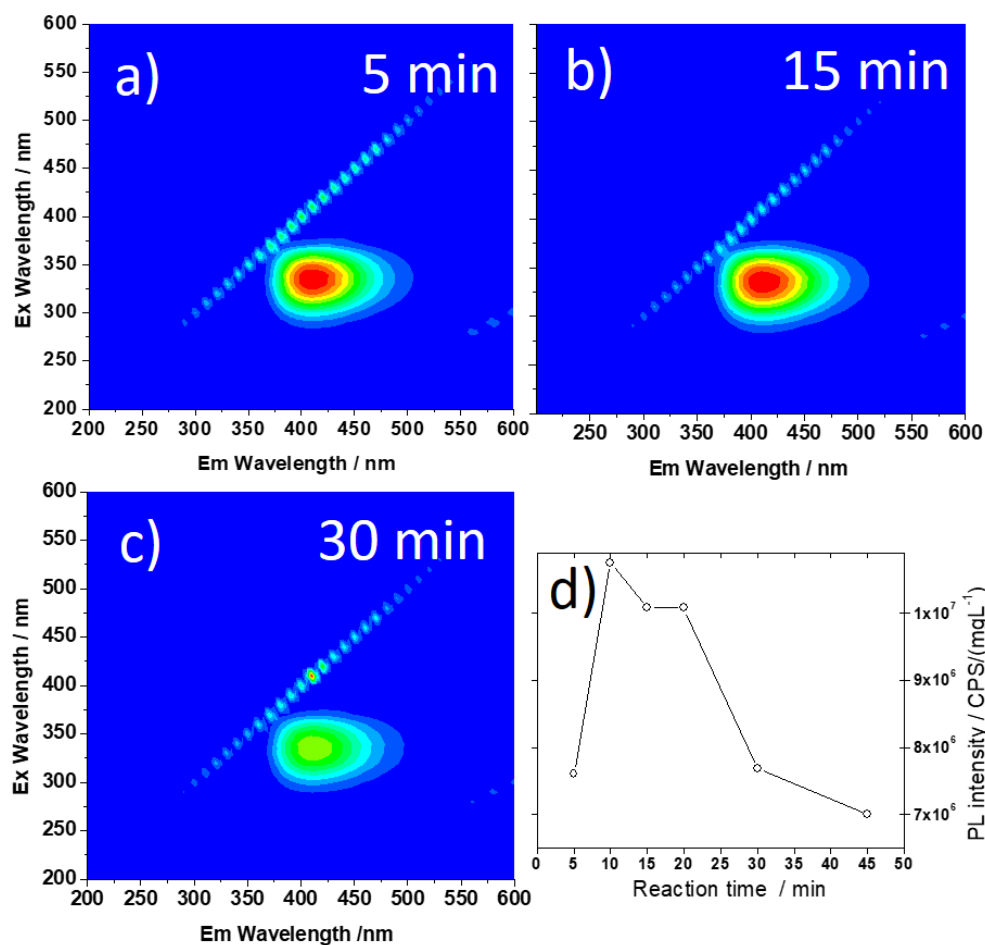 600
550
500
450
400
350
300
250
200
Ex Wavelength / nm
a)
5 min
200 250 300 350 400 450 500 550 600
Em Wavelength / nm
b)
15 min
250 300 350 400 450 500 550 600
Em Wavelength / nm
600
550
500
450
400
350
300
250
200
Ex Wavelength / nm
c)
30 min
200 250 300 350 400 450 500 550 600
Em Wavelength /nm
d)
1x10⁷
9x10⁶
8x10⁶
7x10⁶
PL intensity / CPS/(mgL⁻¹)
0 5 10 15 20 25 30 35 40 45 50
Reaction time / min